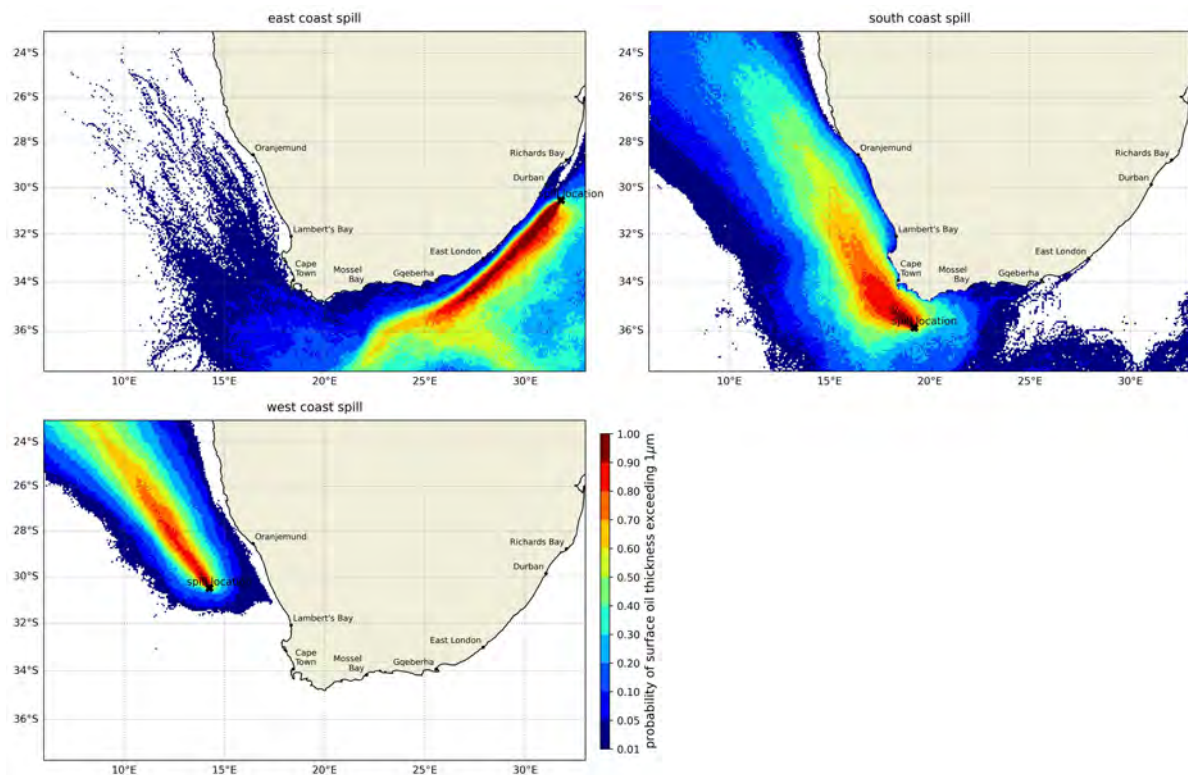 east coast spill
24°S
26°S
28°S
30°S
32°S
34°S
36°S
Oranjemund
Richards Bay
Durban
location
Lambert's Bay
East London
Cape
Town
Mossel
Bay
Gqeberha
10°E
15°E
20°E
25°E
30°E
south coast spill
24°S
26°S
28°S
30°S
32°S
34°S
36°S
Oranjemund
Richards Bay
Durban
Lambert's Bay
East London
Cape
Town
Mossel
Bay
Gqeberha
spill location
10°E
15°E
20°E
25°E
30°E
west coast spill
24°S
26°S
28°S
30°S
32°S
34°S
36°S
Oranjemund
Richards Bay
Durban
spill location
Lambert's Bay
East London
Cape
Town
Mossel
Bay
Gqeberha
10°E
15°E
20°E
25°E
30°E
1.00
0.90
0.80
0.70
0.60
0.50
0.40
0.30
0.20
0.10
0.05
0.01
probability of surface oil thickness exceeding 1μm